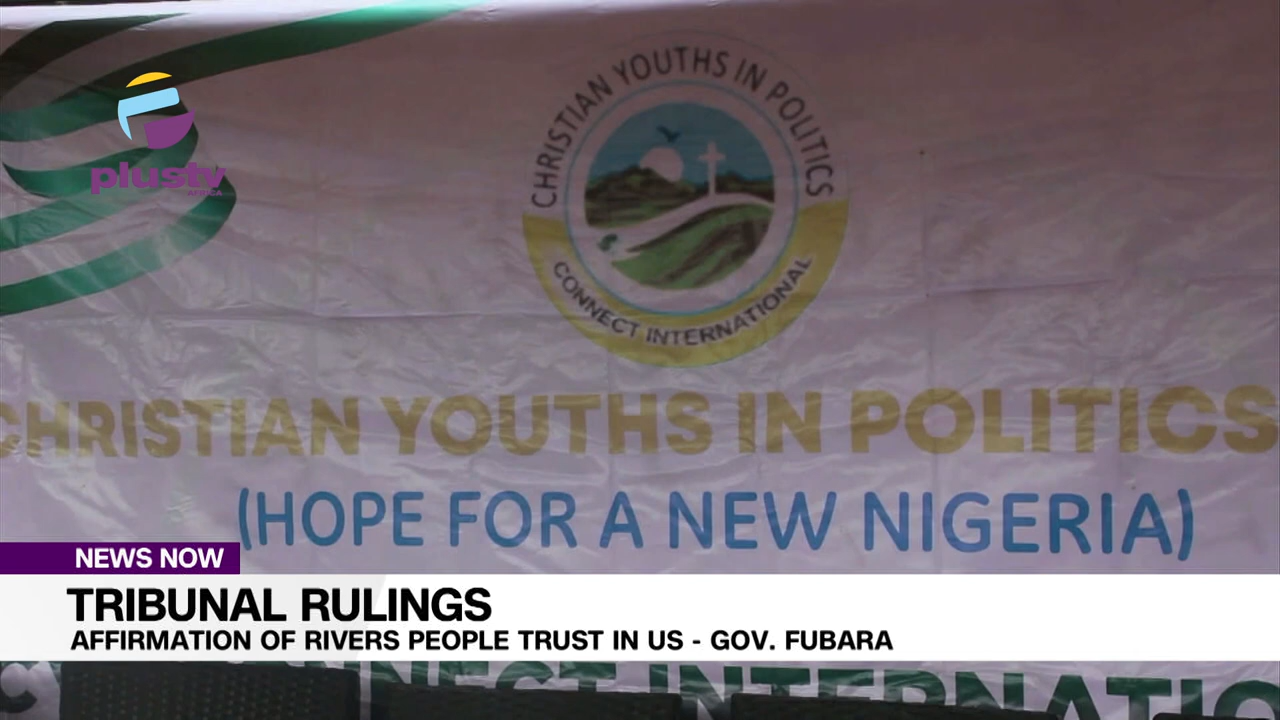 plustv
AFRICA
CHRISTIAN YOUTHS IN POLITICS
CONNECT INTERNATIONAL
CHRISTIAN YOUTHS IN POLITICS
(HOPE FOR A NEW NIGERIA)
NEWS NOW
TRIBUNAL RULINGS
AFFIRMATION OF RIVERS PEOPLE TRUST IN US - GOV. FUBARA